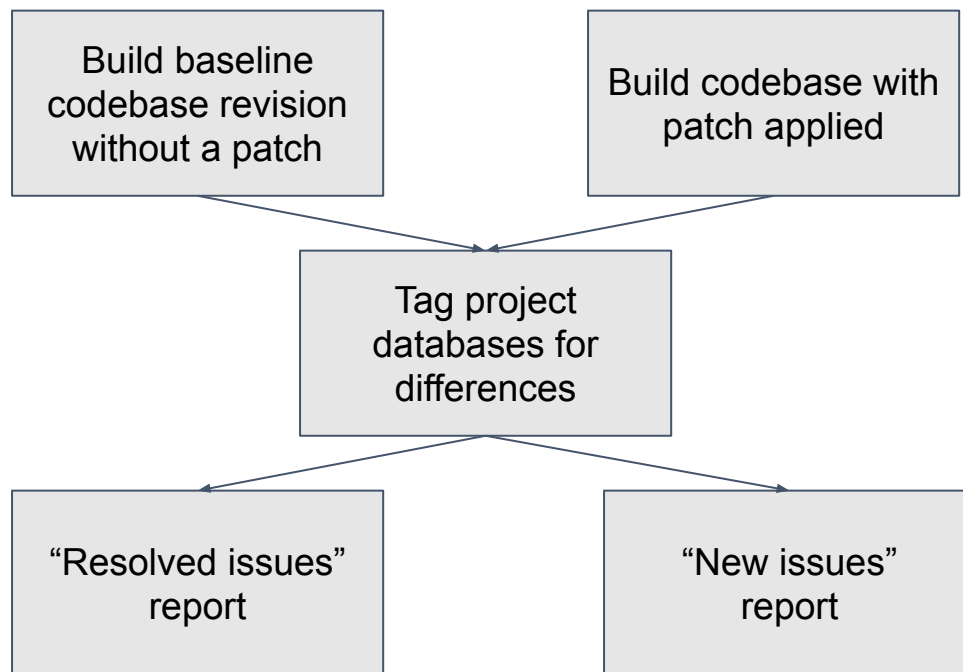 Build baseline
codebase revision
without a patch
Build codebase with
patch applied
Tag project
databases for
differences
“Resolved issues”
report
“New issues”
report